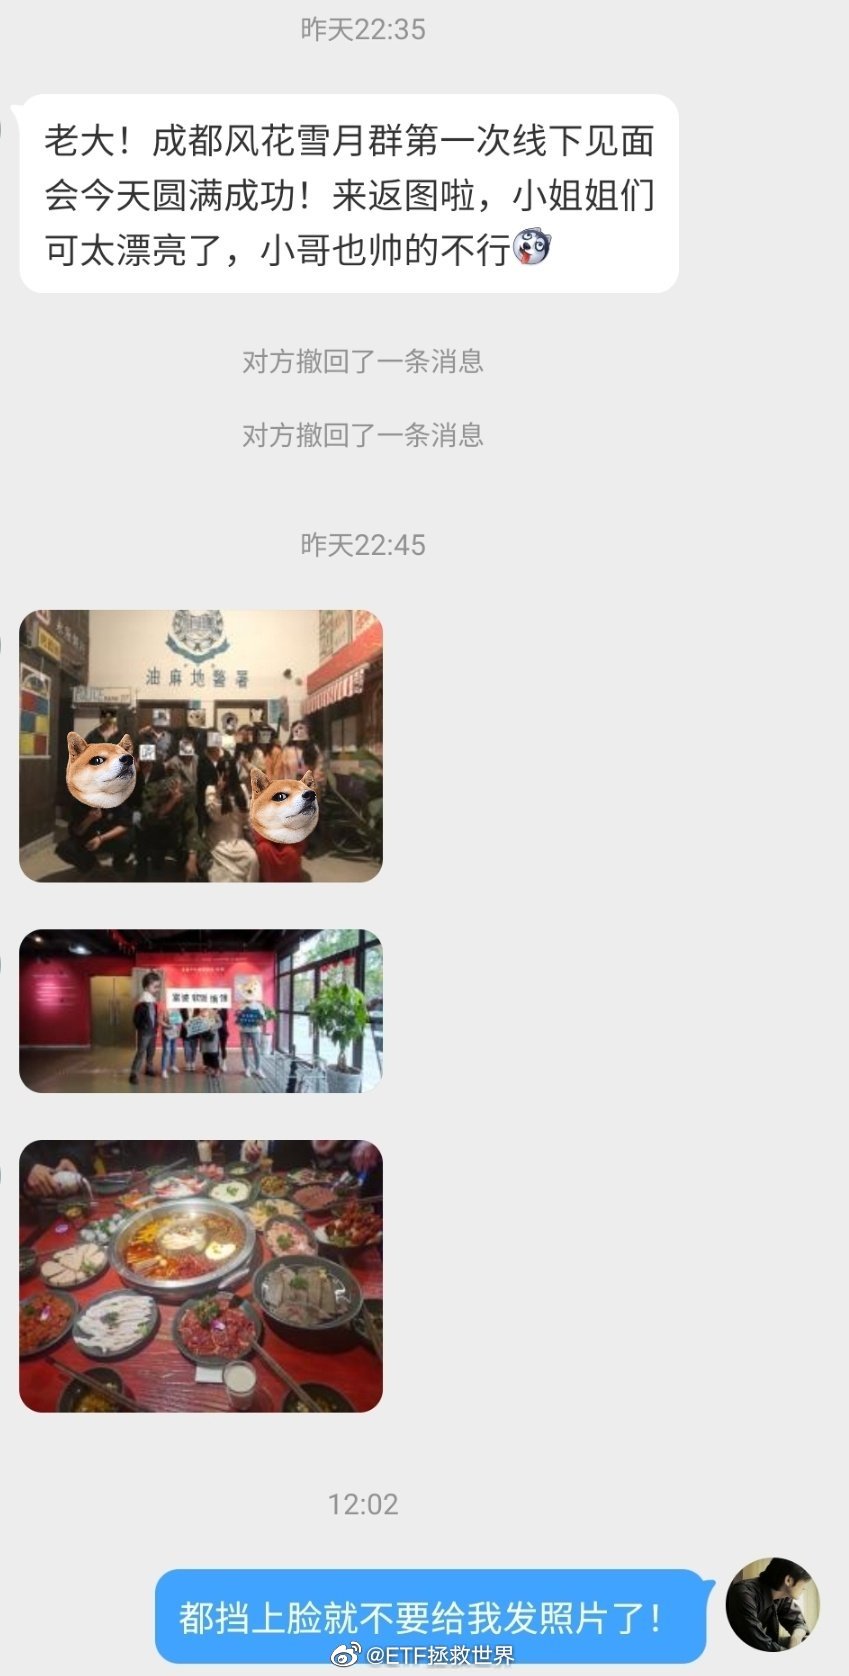 昨天22:35
老大！成都风花雪月群第一次线下见面
会今天圆满成功！来返图啦，小姐姐们
可太漂亮了，小哥也帅的不行
对方撤回了一条消息
对方撤回了一条消息
昨天22:45
油麻地警署
12:02
都挡上脸就不要给我发照片了！
@ETF拯救世界